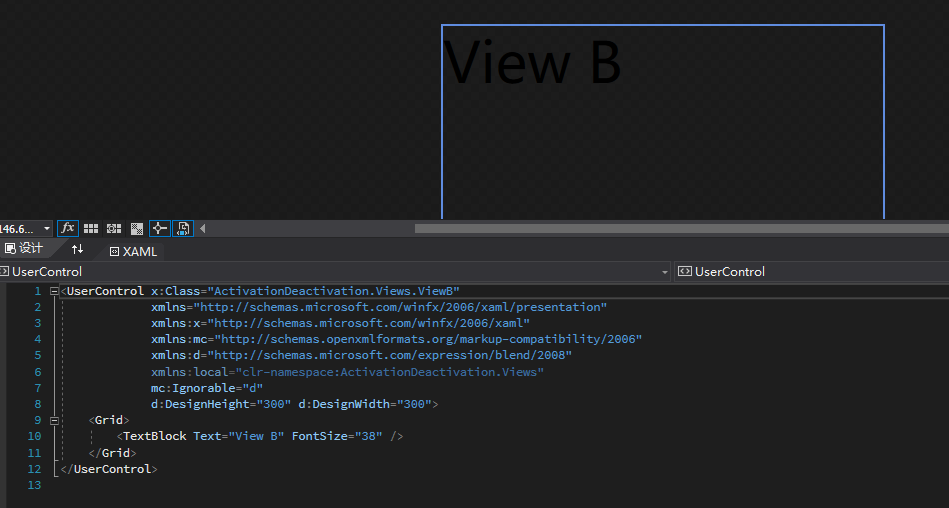 View B
146.6...
fx
设计
XAML
UserControl
UserControl
1 <UserControl x:Class="ActivationDeactivation.Views.ViewB"
2 xmlns="http://schemas.microsoft.com/winfx/2006/xaml/presentation"
3 xmlns:x="http://schemas.microsoft.com/winfx/2006/xaml"
4 xmlns:mc="http://schemas.openxmlformats.org/markup-compatibility/2006"
5 xmlns:d="http://schemas.microsoft.com/expression/blend/2008"
6 xmlns:local="clr-namespace:ActivationDeactivation.Views"
7 mc:Ignorable="d"
8 d:DesignHeight="300" d:DesignWidth="300">
9 <Grid>
10 <TextBlock Text="View B" FontSize="38" />
11 </Grid>
12 </UserControl>
13